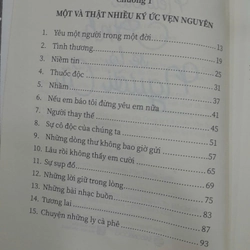 Chương 1
MỘT VÀ THẬT NHIỀU KÝ ỨC VẸN NGUYÊN
1. Yêu một người trong một đời 13
2. Tình thương 19
3. Niềm tin 25
4. Thuốc độc 31
5. Nhầm 37
6. Nếu em bảo tôi đừng yêu em nữa 41
7. Người thay thế 45
8. Sự cô độc của chúng ta 51
9. Những dòng thư không bao giờ gửi 57
10. Lâu rồi không thấy em cười 65
11. Sự sụp đổ 69
12. Những lời giữ trong lòng 75
13. Những bài nhạc buồn 83
14. Tương lai 87
15. Chuyện những ly cà phê 93